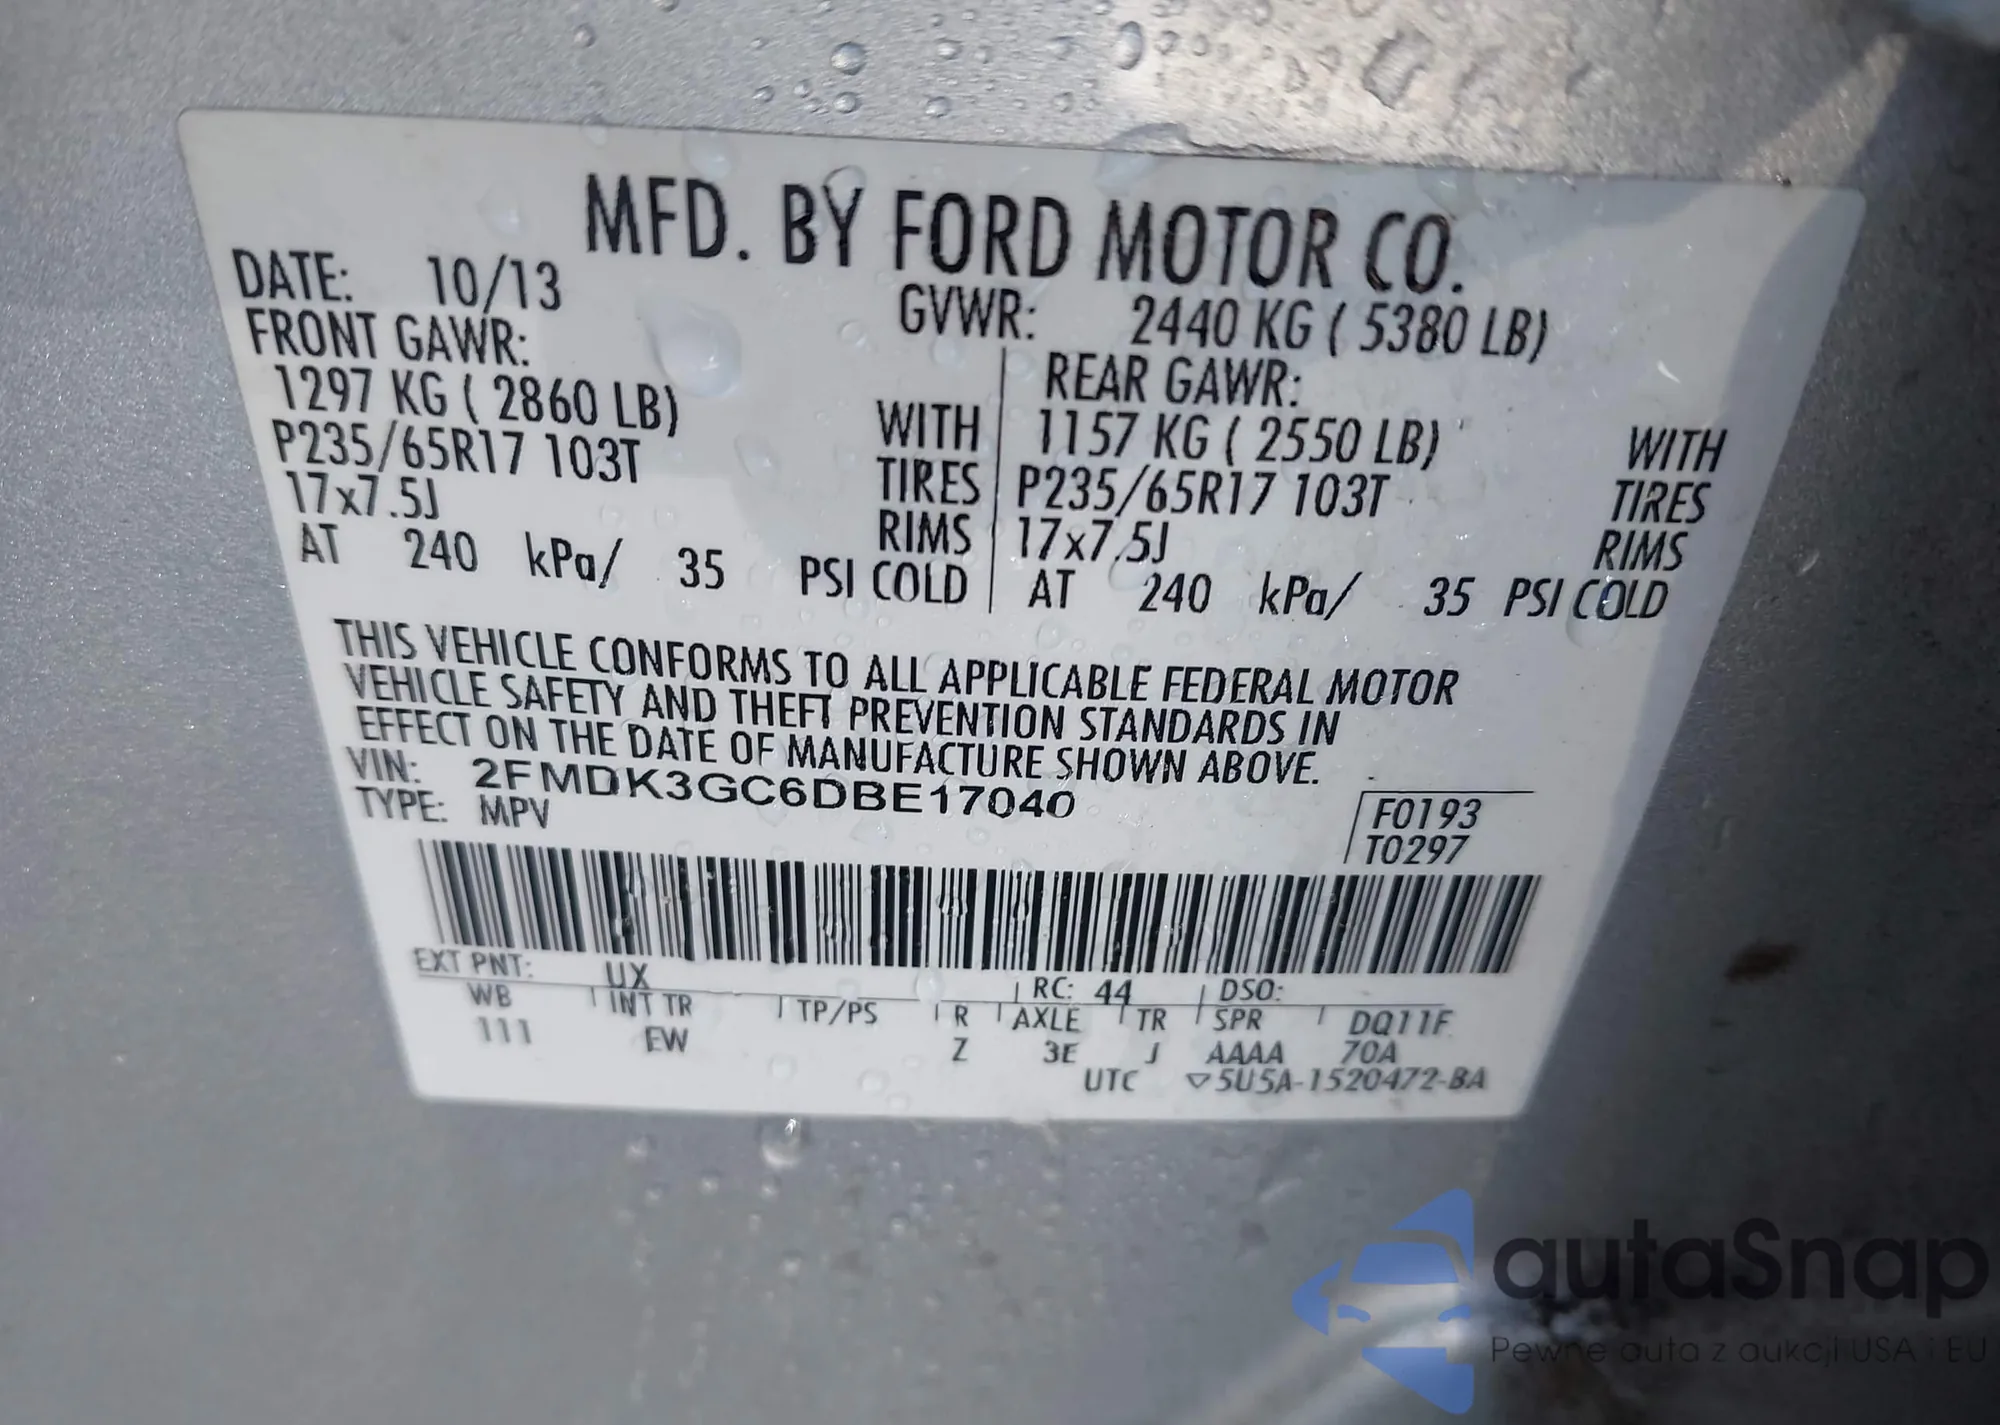 MFD. BY FORD MOTOR CO.
DATE: 10/13 GVWR: 2440 KG ( 5380 LB)
FRONT GAWR: REAR GAWR:
1297 KG ( 2860 LB) WITH 1157 KG ( 2550 LB) WITH
P235/65R17 103T TIRES P235/65R17 103T TIRES
17x7.5J RIMS 17x7.5J RIMS
AT 240 kPa/ 35 PSI COLD AT 240 kPa/ 35 PSI COLD
THIS VEHICLE CONFORMS TO ALL APPLICABLE FEDERAL MOTOR
VEHICLE SAFETY AND THEFT PREVENTION STANDARDS IN
EFFECT ON THE DATE OF MANUFACTURE SHOWN ABOVE.
VIN: 2FMDK3GC6DBE17040
TYPE: MPV F0193
T0297
EXT PNT: UX RC: 44 DSO:
WB INT TR TP/PS R AXLE TR SPR DQ11F
111 EW Z 3E J AAAA 70A
UTC ▽5U5A-1520472-BA
autaSnap
Pewne auta z aukcji USA i EU